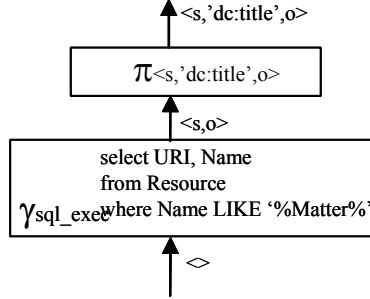 <s,'dc:title',o>
π<s,'dc:title',o>
<s,o>
select URI, Name
from Resource
γsql_exec where Name LIKE ‘%Matter%’
<>